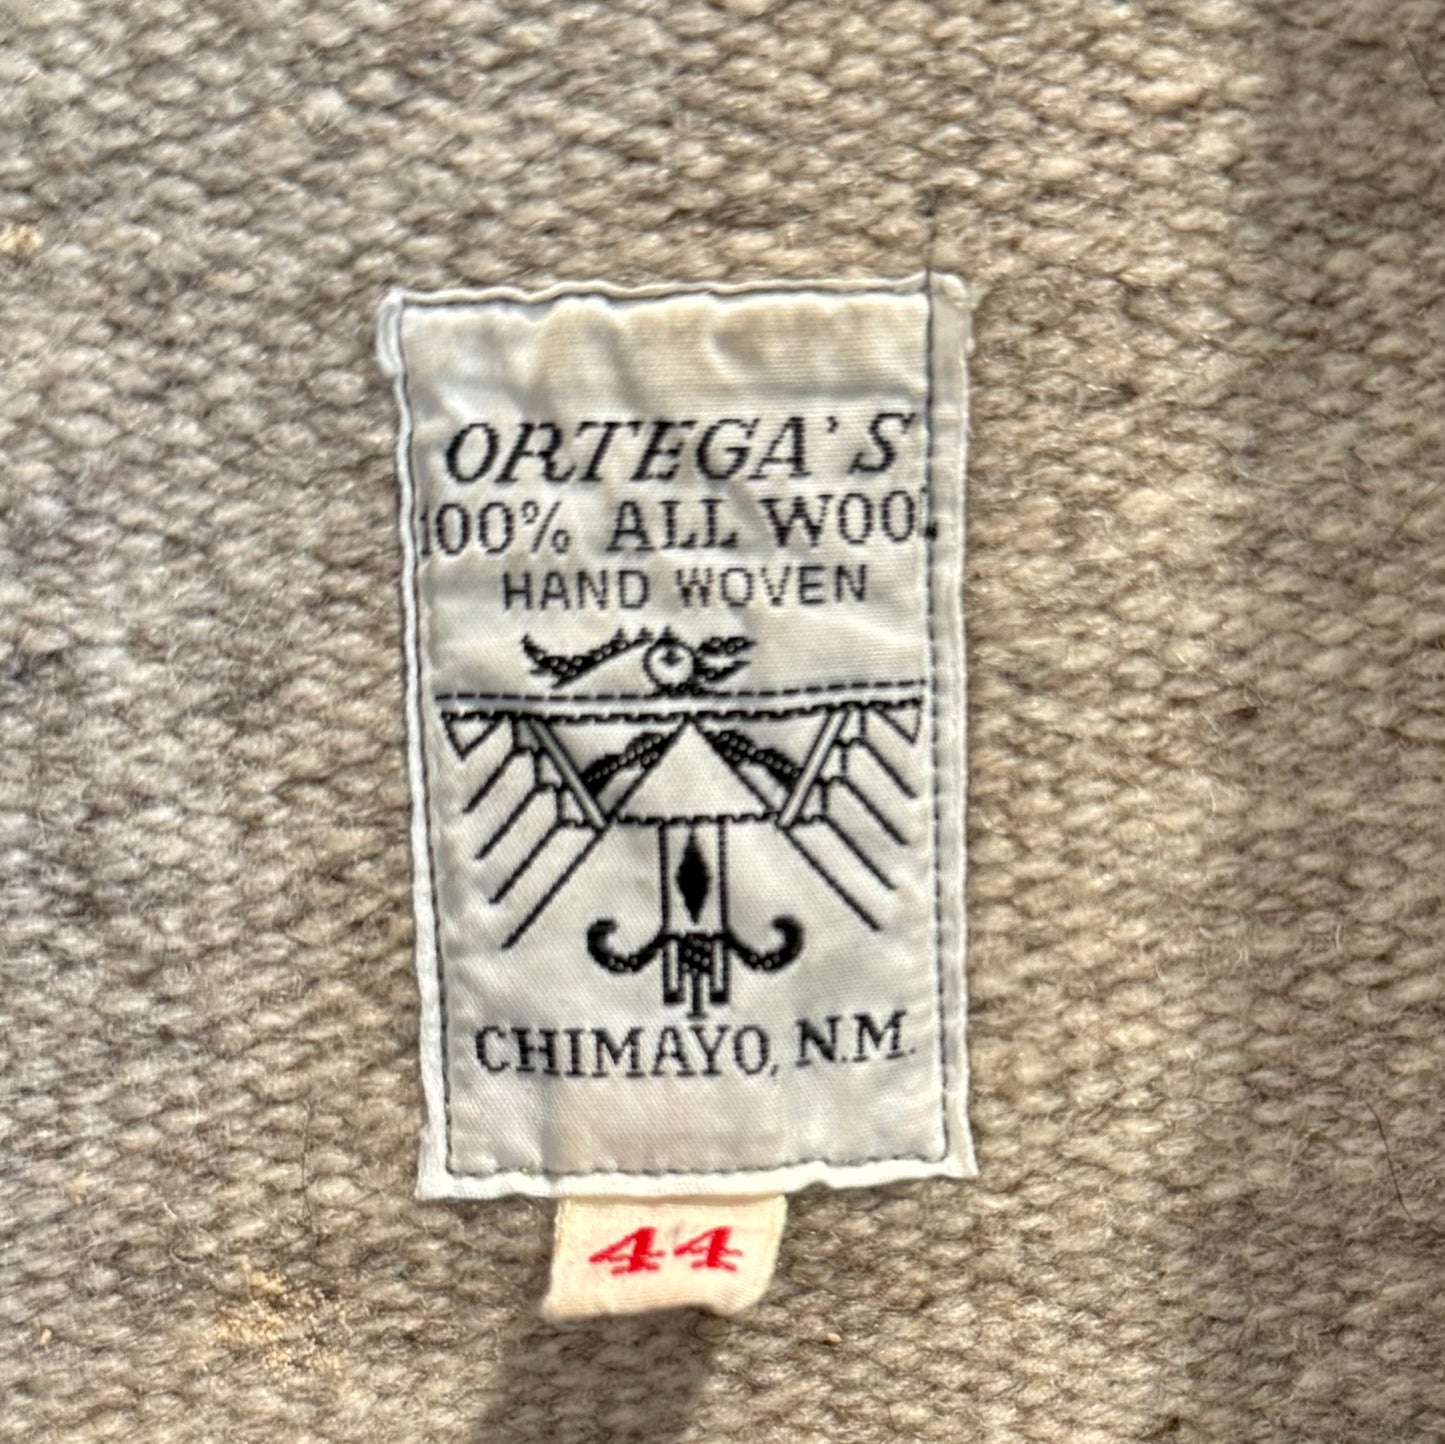 ORTEGA'S
100% ALL WOOL
HAND WOVEN
CHIMAYO, N.M.
44